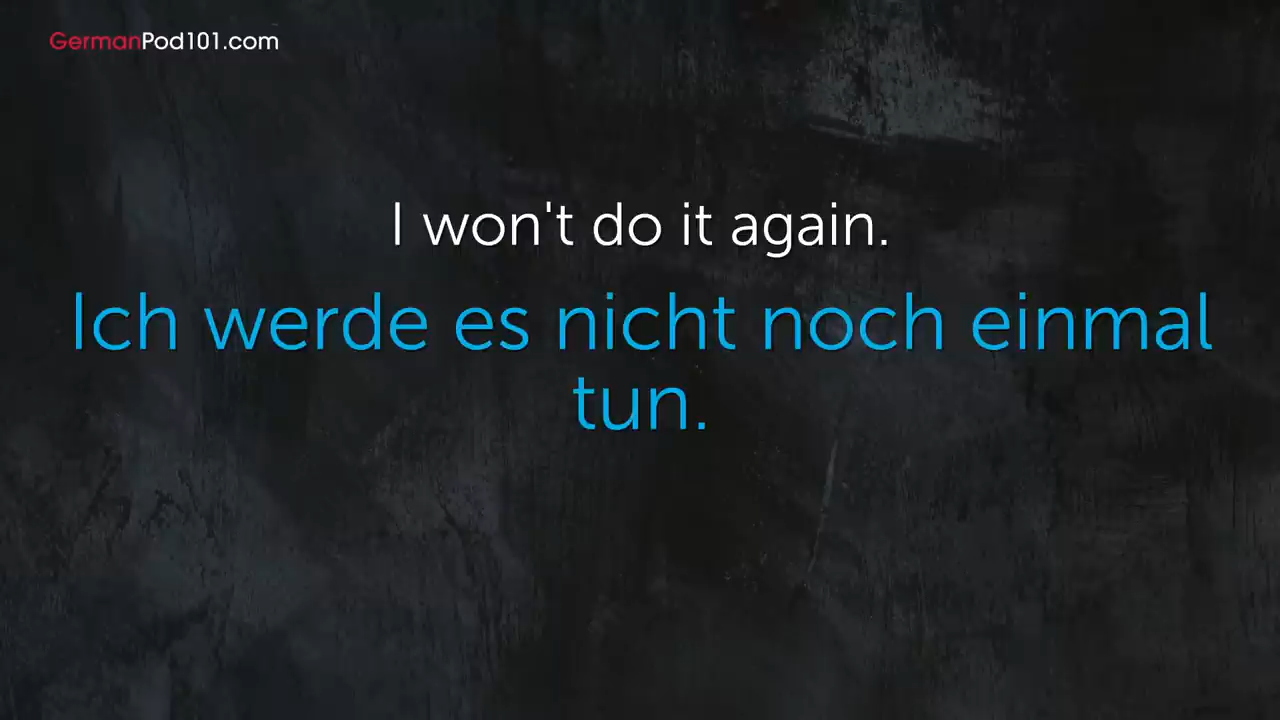 GermanPod101.com
I won't do it again.
Ich werde es nicht noch einmal
tun.